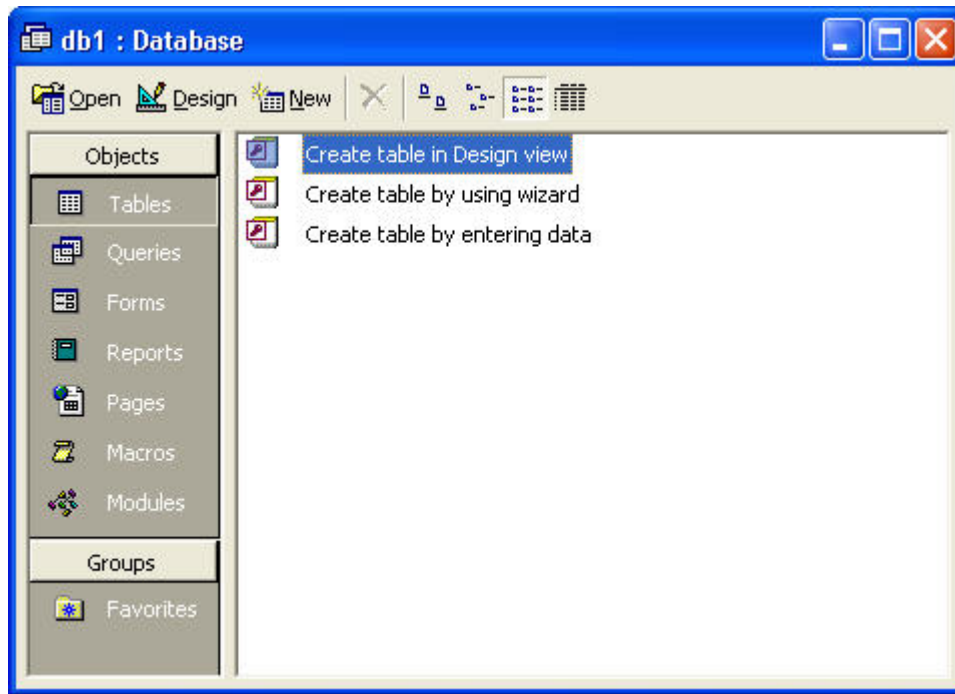 db1 : Database
Open Design New
Objects
Tables
Queries
Forms
Reports
Pages
Macros
Modules
Groups
Favorites
Create table in Design view
Create table by using wizard
Create table by entering data